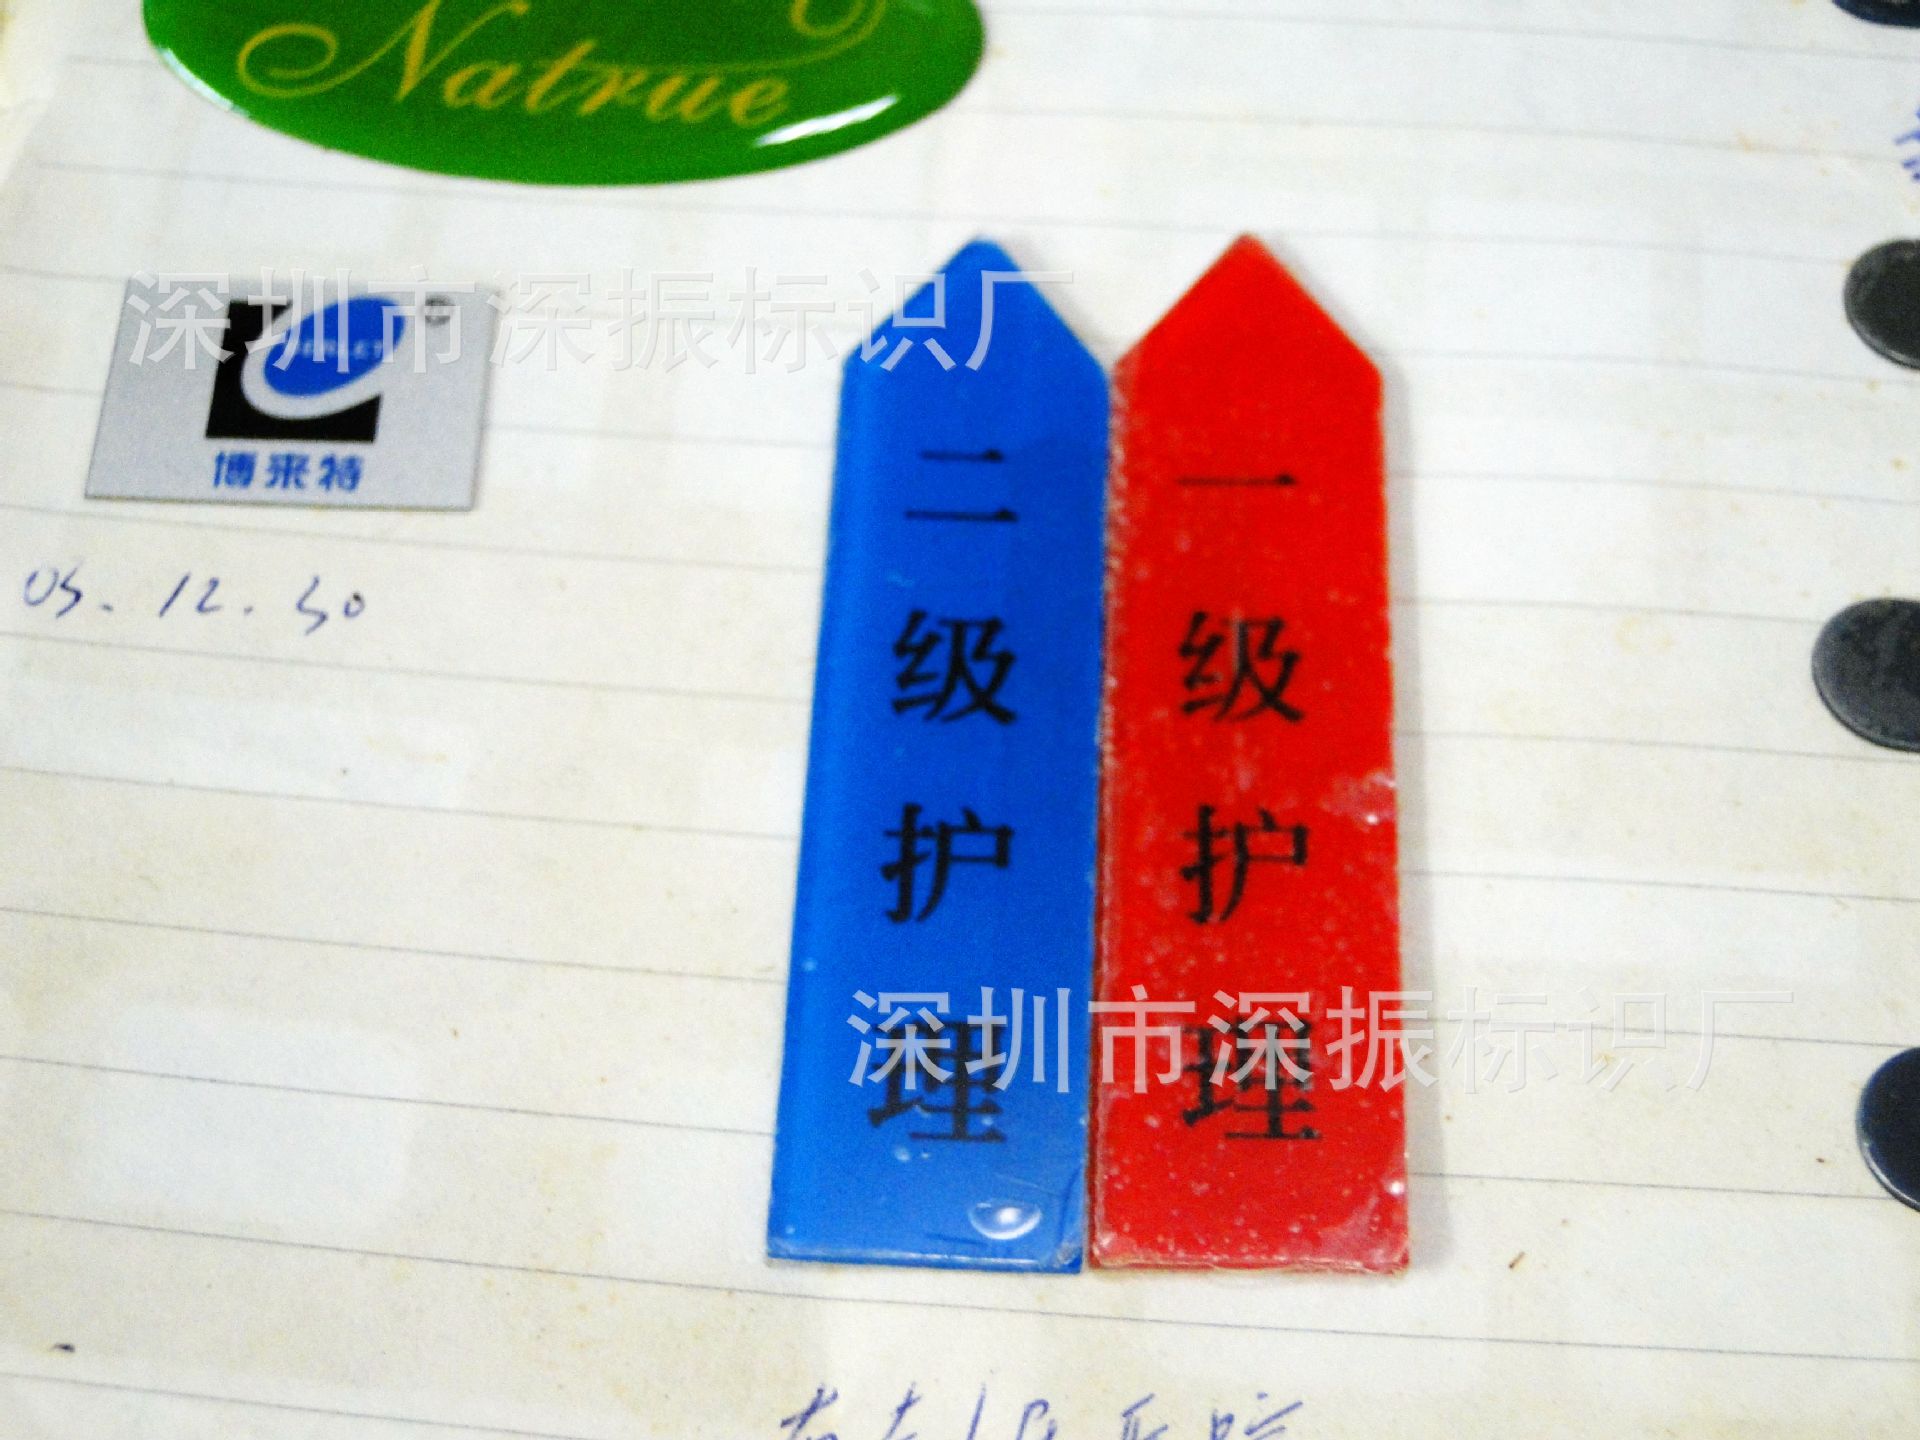 Natrue
深圳市深振标识厂
博来特
05.12.30
二级护理
一级护理
深圳市深振标识厂